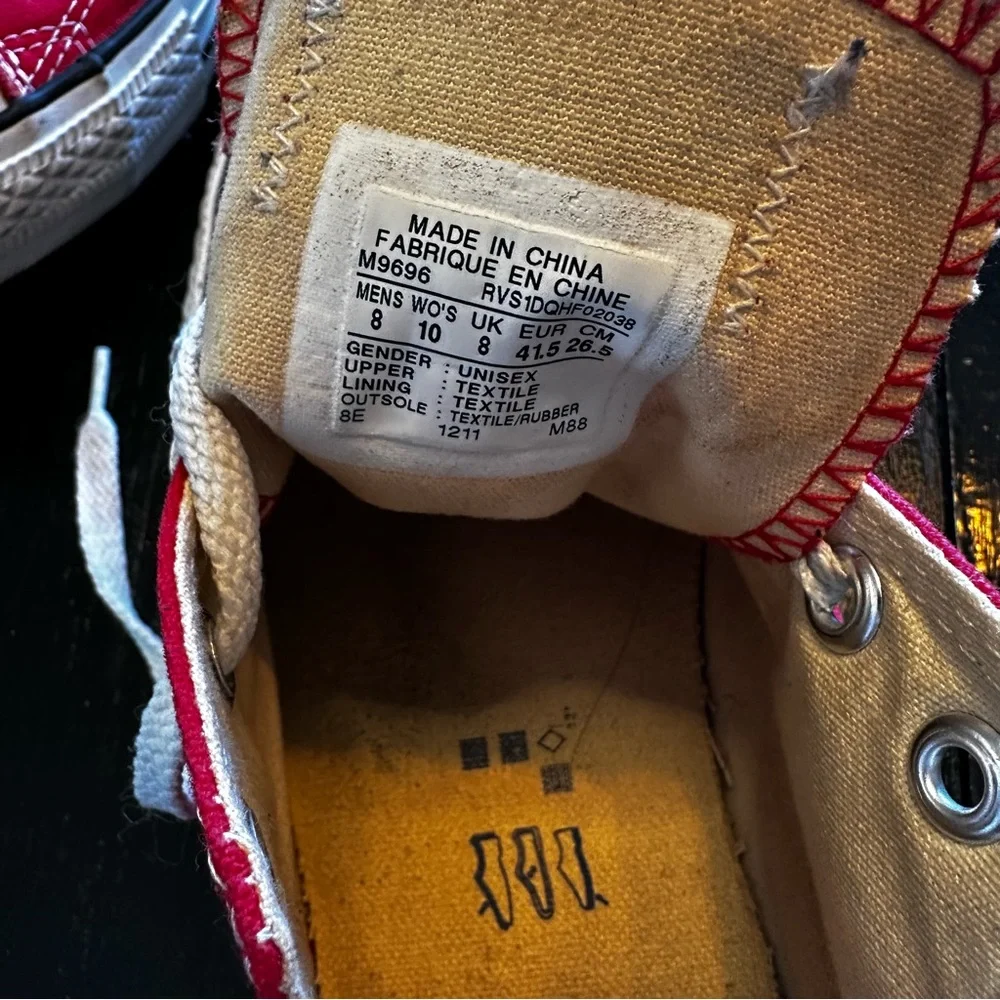 MADE IN CHINA
FABRIQUE EN CHINE
M9696 RVS1DQHF02038
MENS WO'S UK EUR CM
8 10 8 41.5 26.5
GENDER : UNISEX
UPPER : TEXTILE
LINING : TEXTILE
OUTSOLE : TEXTILE/RUBBER
8E 1211 M88